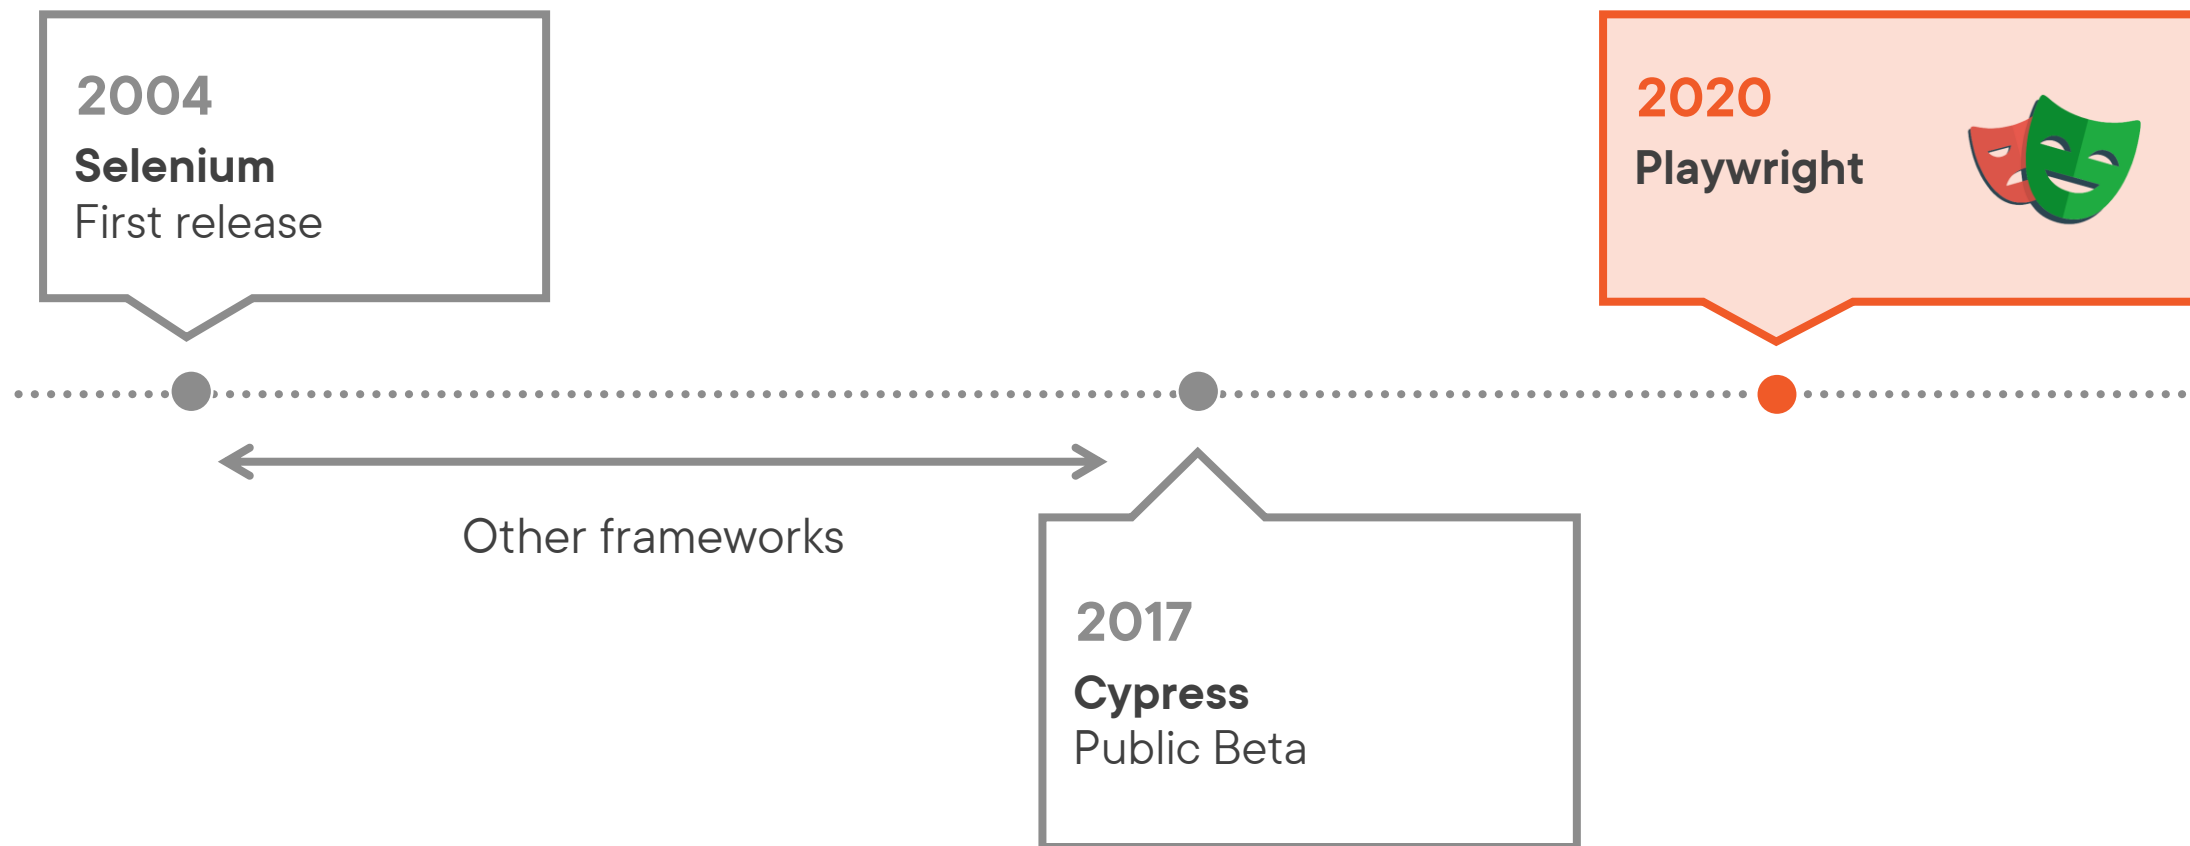 2004
Selenium
First release
2020
Playwright
Other frameworks
2017
Cypress
Public Beta